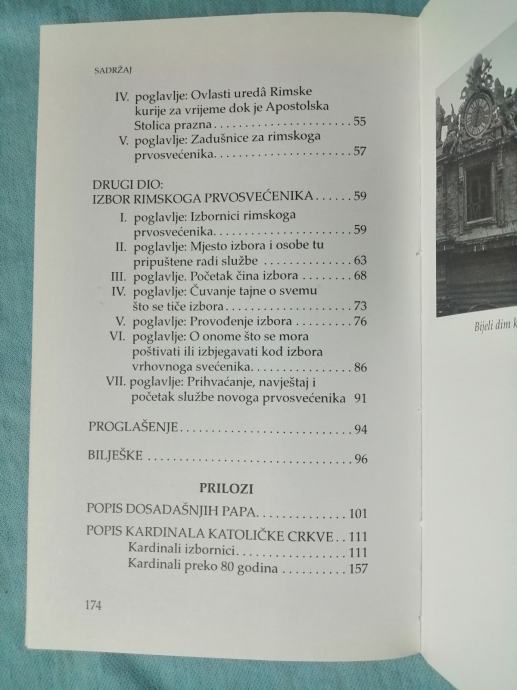 SADRŽAJ
IV. poglavlje: Ovlasti uredâ Rimske
kurije za vrijeme dok je Apostolska
Stolica prazna . . . . . . . . . . . . . . . . . . . . . . . 55
V. poglavlje: Zadušnice za rimskoga
prvosvećenika. . . . . . . . . . . . . . . . . . . . . . . 57
DRUGI DIO:
IZBOR RIMSKOGA PRVOSVEĆENIKA . . . . . . 59
I. poglavlje: Izbornici rimskoga
prvosvećenika. . . . . . . . . . . . . . . . . . . . . . . 59
II. poglavlje: Mjesto izbora i osobe tu
pripuštene radi službe . . . . . . . . . . . . . . . 63
III. poglavlje. Početak čina izbora . . . . . . . . 68
IV. poglavlje: Čuvanje tajne o svemu
što se tiče izbora . . . . . . . . . . . . . . . . . . . . . 73
V. poglavlje: Provođenje izbora . . . . . . . . . . 76
VI. poglavlje: O onome što se mora
poštivati ili izbjegavati kod izbora
vrhovnoga svećenika. . . . . . . . . . . . . . . . . 86
VII. poglavlje: Prihvaćanje, navještaj i
početak službe novoga prvosvećenika 91
PROGLAŠENJE . . . . . . . . . . . . . . . . . . . . . . . . . . . 94
BILJEŠKE . . . . . . . . . . . . . . . . . . . . . . . . . . . . . . . 96
PRILOZI
POPIS DOSADAŠNJIH PAPA. . . . . . . . . . . . . . 101
POPIS KARDINALA KATOLIČKE CRKVE . . 111
Kardinali izbornici . . . . . . . . . . . . . . . . . . 111
Kardinali preko 80 godina . . . . . . . . . . . 157
174
Bijeli dim k